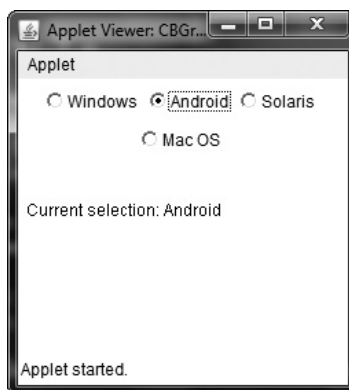 Applet Viewer: CBGr...
Applet
Windows Android Solaris
Mac OS
Current selection: Android
Applet started.